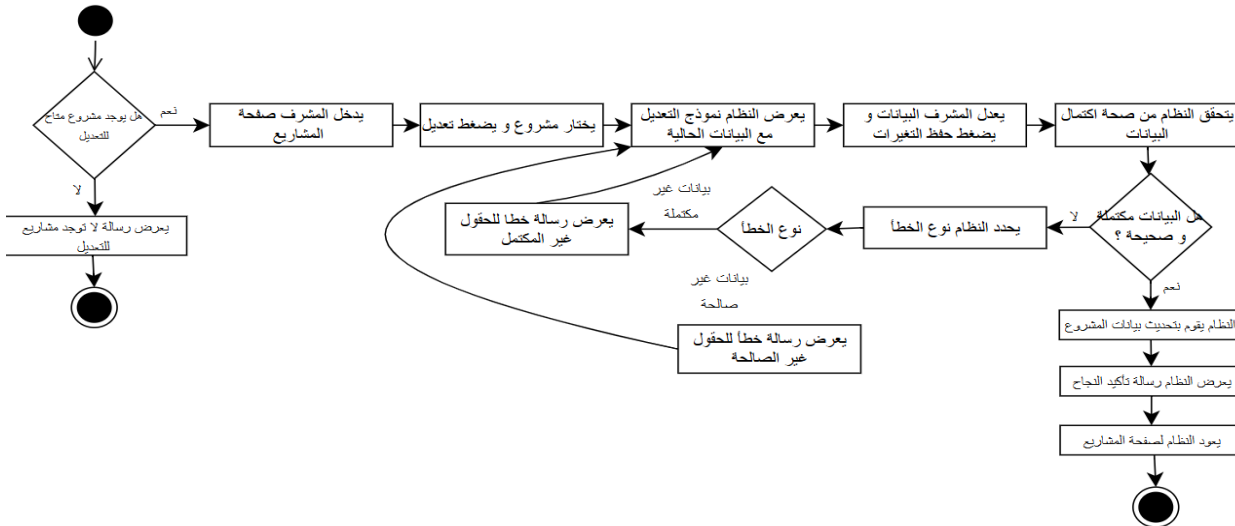 هل يوجد مشروع متاح
للتعديل
نعم
لا
يعرض رسالة لا توجد مشاريع
للتعديل
يدخل المشرف صفحة
المشاريع
يختار مشروع و يضغط تعديل
يعرض النظام نموذج التعديل
مع البيانات الحالية
يعدل المشرف البيانات و
يضغط حفظ التغيرات
يتحقق النظام من صحة اكتمال
البيانات
هل البيانات مكتملة
و صحيحة ؟
لا
يحدد النظام نوع الخطأ
نوع الخطأ
بيانات غير
مكتملة
يعرض رسالة خطا للحقول
غير المكتمل
بيانات غير
صالحة
يعرض رسالة خطأ للحقول
غير الصالحة
نعم
النظام يقوم بتحديث بيانات المشروع
يعرض النظام رسالة تأكيد النجاح
يعود النظام لصفحة المشاريع